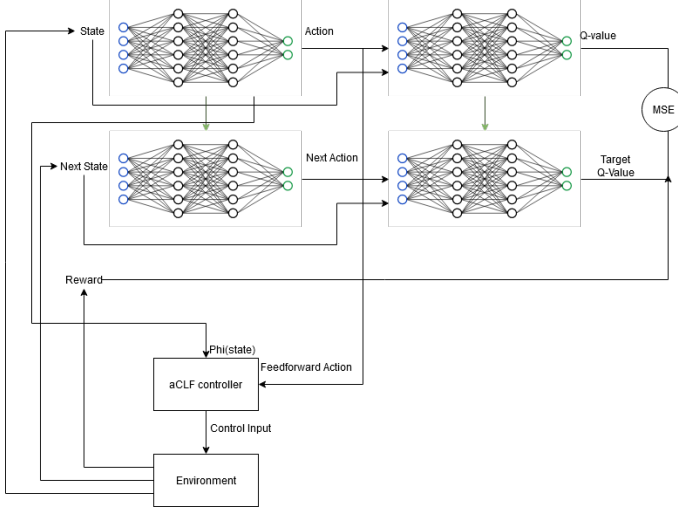 State
Action
Q-value
MSE
Next State
Next Action
Target
Q-Value
Reward
Phi(state)
Feedforward Action
aCLF controller
Control Input
Environment